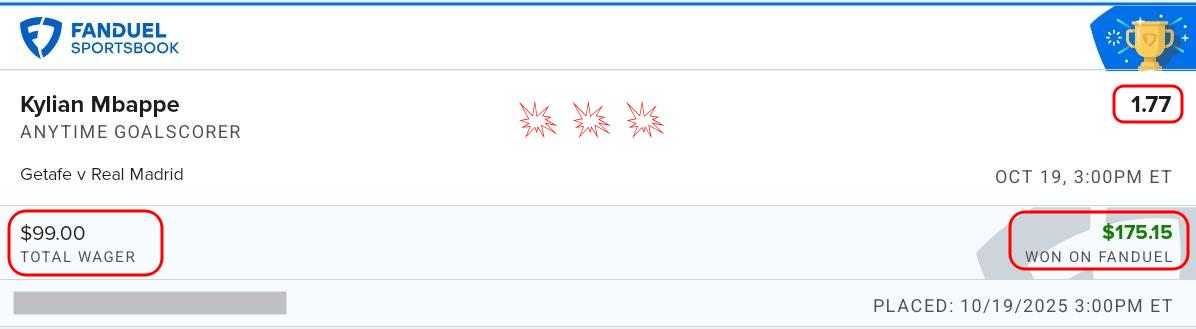 FANDUEL
SPORTSBOOK
Kylian Mbappe
1.77
ANYTIME GOALSCORER
Getafe v Real Madrid
OCT 19, 3:00PM ET
$99.00
$175.15
TOTAL WAGER
WON ON FANDUEL
PLACED: 10/19/2025 3:00PM ET